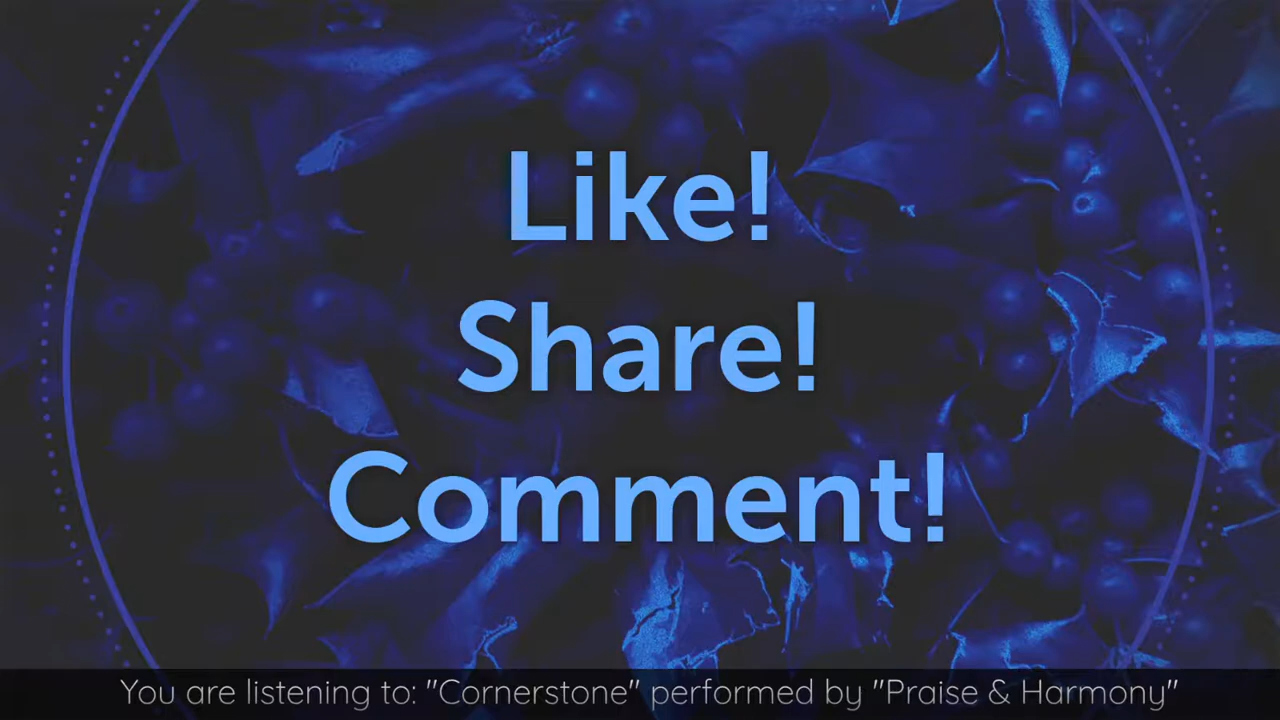 Like!
Share!
Comment!
You are listening to: "Cornerstone" performed by "Praise & Harmony"